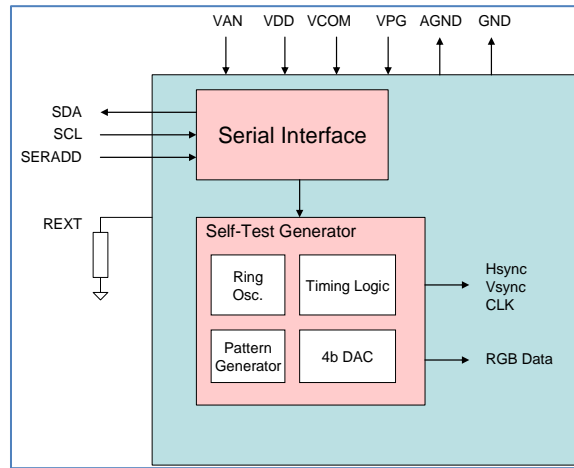 VAN VDD VCOM VPG AGND GND
SDA
SCL
SERADD
Serial Interface
REXT
Self-Test Generator
Ring
Osc.
Timing Logic
Pattern
Generator
4b DAC
Hsync
Vsync
CLK
RGB Data